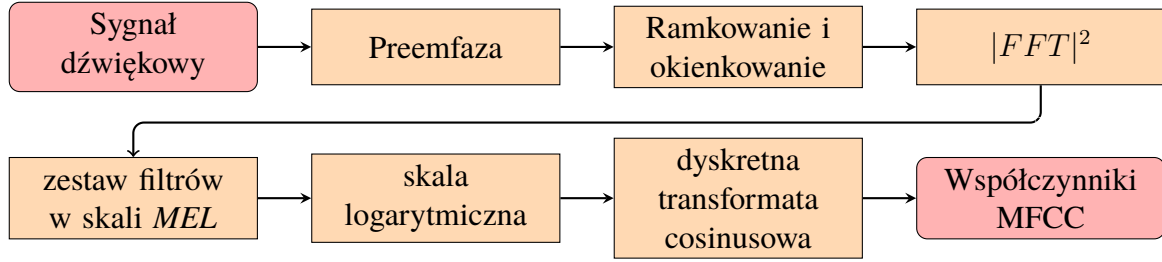 Sygnał
dźwiękowy
Preemfaza
Ramkowanie i
okienkowanie
|FFT|²
zestaw filtrów
w skali MEL
skala
logarytmiczna
dyskretna
transformata
cosinusowa
Współczynniki
MFCC